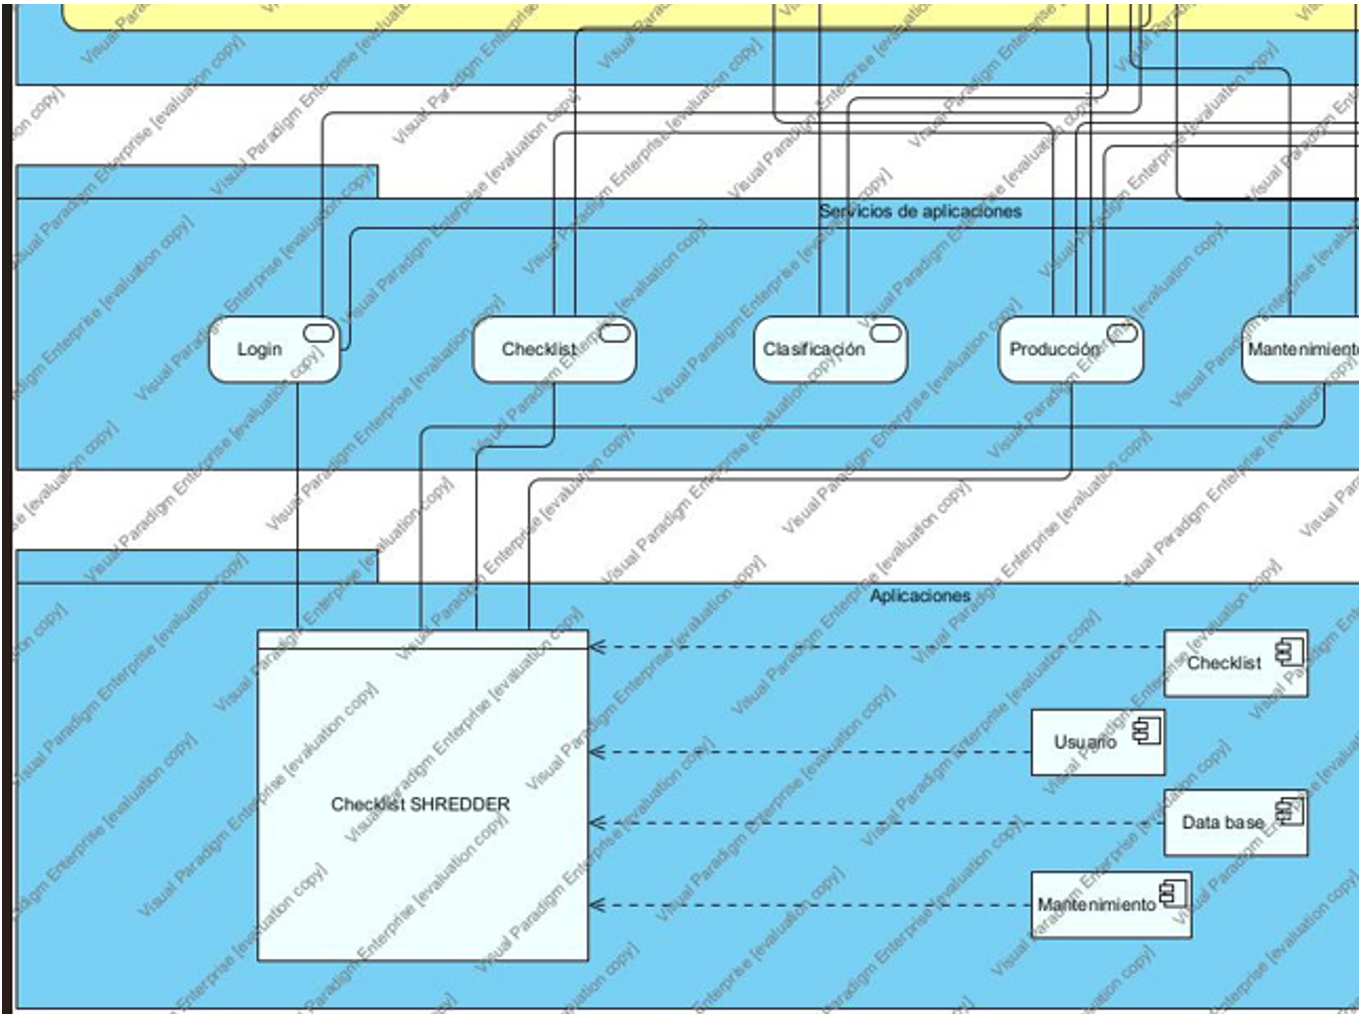 Servicios de aplicaciones
Login
Checklist
Clasificación
Producción
Mantenimiento
Aplicaciones
Checklist
Usuario
Checklist SHREDDER
Data base
Mantenimiento
Visual Paradigm Enterprise [evaluation copy]